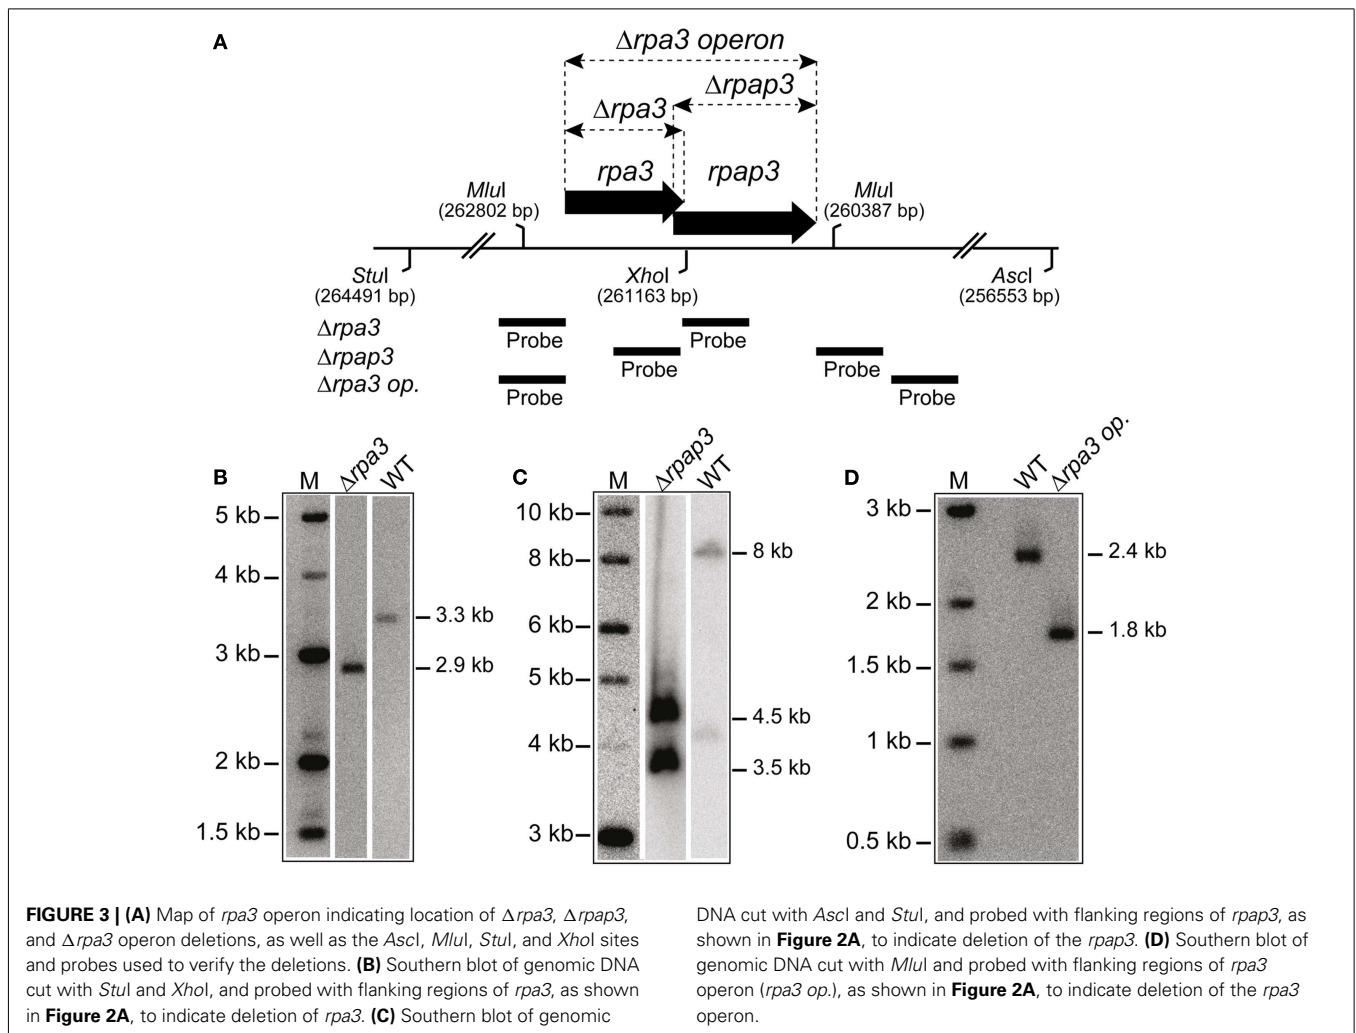 A
Δrpa3 operon
Δrpap3
Δrpa3
rpa3 rpap3
MluI
(262802 bp)
MluI
(260387 bp)
StuI
(264491 bp)
XhoI
(261163 bp)
AscI
(256553 bp)
Δrpa3
Probe Probe
Δrpap3
Probe Probe
Δrpa3 op.
Probe Probe
B
M Δrpa3 WT
5 kb
4 kb
3 kb
2 kb
1.5 kb
3.3 kb
2.9 kb
C
M Δrpap3 WT
10 kb
8 kb
6 kb
5 kb
4 kb
3 kb
8 kb
4.5 kb
3.5 kb
D
M WT Δrpa3 op.
3 kb
2 kb
1.5 kb
1 kb
0.5 kb
2.4 kb
1.8 kb
FIGURE 3 | (A) Map of rpa3 operon indicating location of Δrpa3, Δrpap3,
and Δrpa3 operon deletions, as well as the AscI, MluI, StuI, and XhoI sites
and probes used to verify the deletions. (B) Southern blot of genomic DNA
cut with StuI and XhoI, and probed with flanking regions of rpa3, as shown
in Figure 2A, to indicate deletion of rpa3. (C) Southern blot of genomic
DNA cut with AscI and StuI, and probed with flanking regions of rpap3, as
shown in Figure 2A, to indicate deletion of the rpap3. (D) Southern blot of
genomic DNA cut with MluI and probed with flanking regions of rpa3
operon (rpa3 op.), as shown in Figure 2A, to indicate deletion of the rpa3
operon.